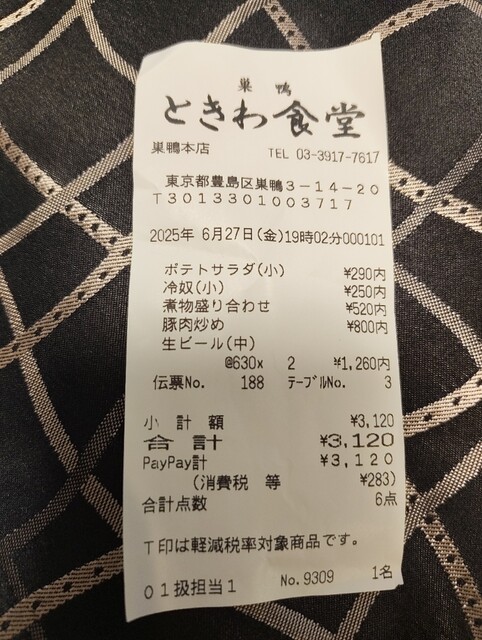 巣鴨
ときわ食堂
巣鴨本店 TEL 03-3917-7617
東京都豊島区巣鴨3-14-20
T3013301003717
2025年 6月27日(金)19時02分000101
ポテトサラダ(小) ¥290内
冷奴(小) ¥250内
煮物盛り合わせ ¥520内
豚肉炒め ¥800内
生ビール(中)
@630× 2 ¥1,260内
伝票No. 188 テーブルNo. 3
小計額 ¥3,120
合計 ¥3,120
PayPay計 ¥3,120
(消費税 等 ¥283)
合計点数 6点
T印は軽減税率対象商品です。
01扱担当1 No.9309 1名